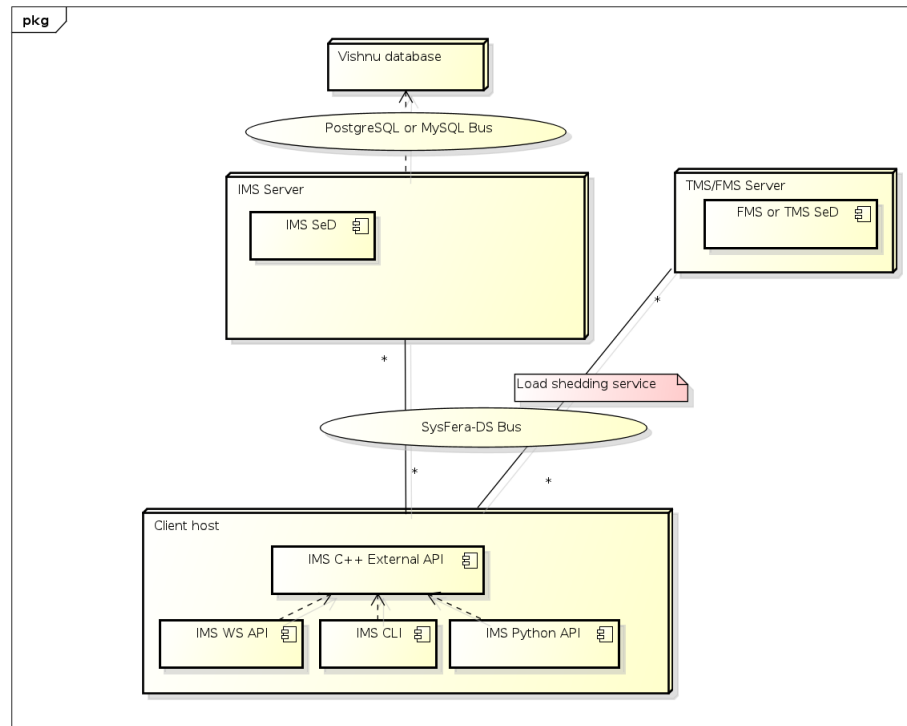 pkg
Vishnu database
PostgreSQL or MySQL Bus
IMS Server
IMS SeD
TMS/FMS Server
FMS or TMS SeD
*
*
Load shedding service
SysFera-DS Bus
*
*
Client host
IMS C++ External API
IMS WS API
IMS CLI
IMS Python API